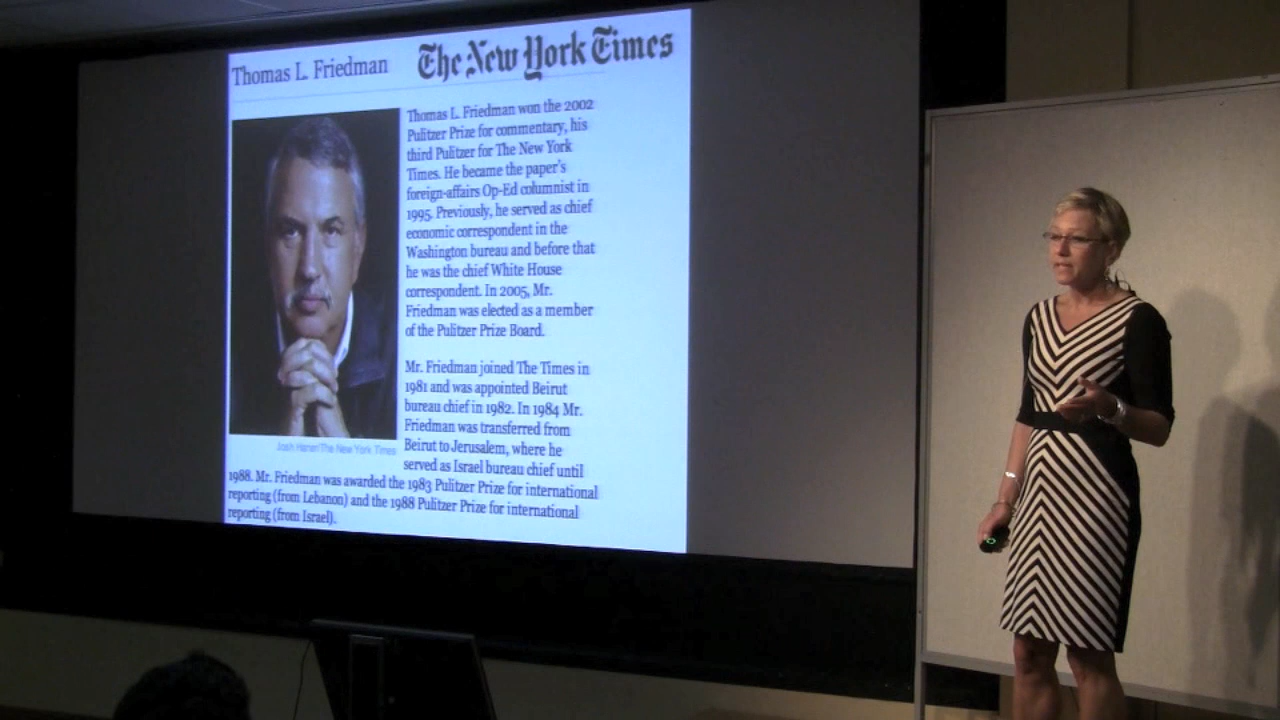 Thomas L. Friedman
The New York Times
Thomas L. Friedman won the 2002
Pulitzer Prize for commentary, his
third Pulitzer for The New York
Times. He became the paper's
foreign-affairs Op-Ed columnist in
1995. Previously, he served as chief
economic correspondent in the
Washington bureau and before that
he was the chief White House
correspondent. In 2005, Mr.
Friedman was elected as a member
of the Pulitzer Prize Board.
Mr. Friedman joined The Times in
1981 and was appointed Beirut
bureau chief in 1982. In 1984 Mr.
Friedman was transferred from
Beirut to Jerusalem, where he
served as Israel bureau chief until
Josh Haner/The New York Times
1988. Mr. Friedman was awarded the 1983 Pulitzer Prize for international
reporting (from Lebanon) and the 1988 Pulitzer Prize for international
reporting (from Israel).